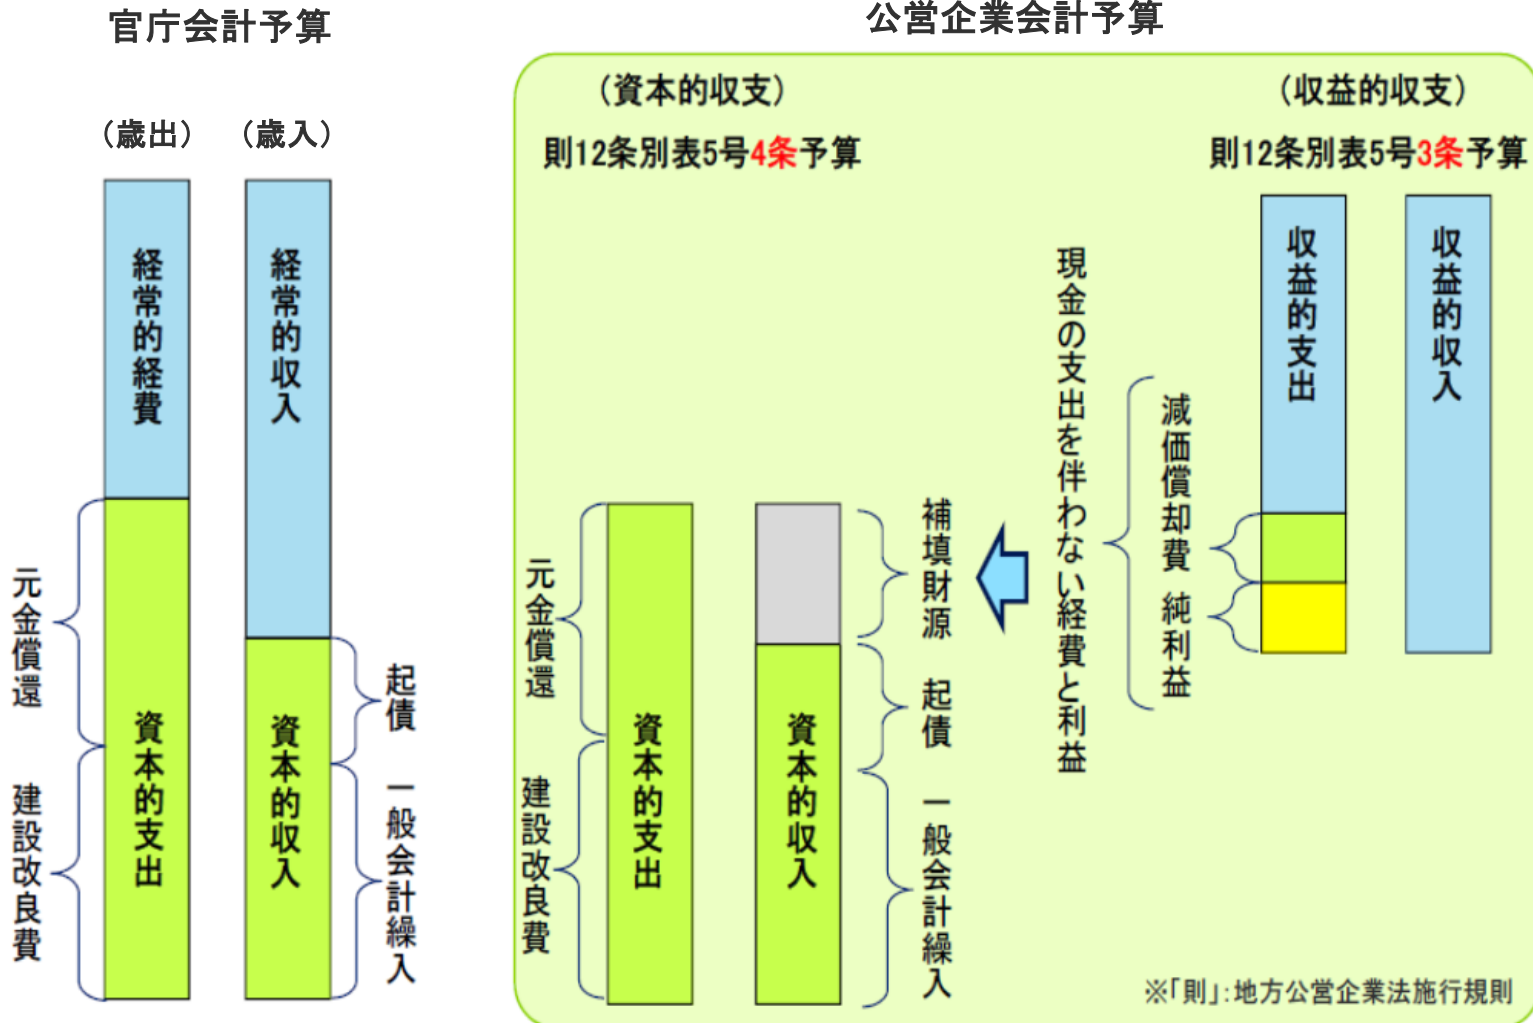 官庁会計予算
（歳出）
（歳入）
経常的経費
経常的収入
資本的支出
資本的収入
元金償還
建設改良費
起債
一般会計繰入
公営企業会計予算
（資本的収支）
則12条別表5号4条予算
元金償還
建設改良費
資本的支出
資本的収入
補填財源
起債
一般会計繰入
（収益的収支）
則12条別表5号3条予算
現金の支出を伴わない経費と利益
減価償却費
純利益
収益的支出
収益的収入
※「則」：地方公営企業法施行規則